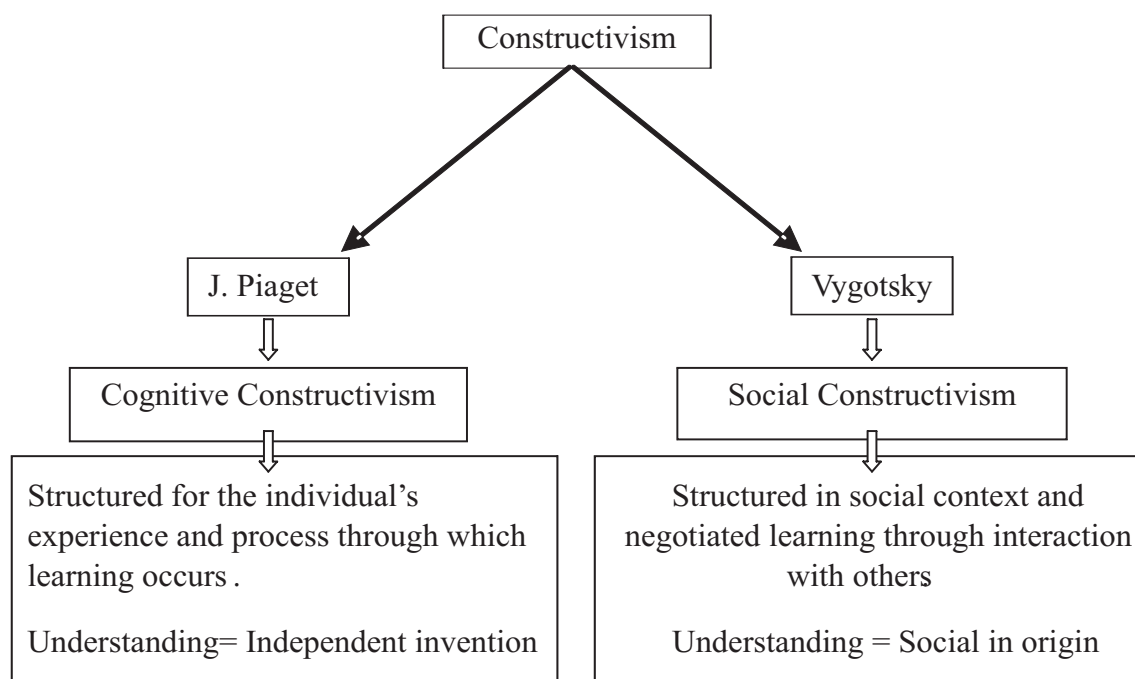 Constructivism
J. Piaget
Vygotsky
Cognitive Constructivism
Social Constructivism
Structured for the individual’s
experience and process through which
learning occurs .
Understanding= Independent invention
Structured in social context and
negotiated learning through interaction
with others.
Understanding = Social in origin